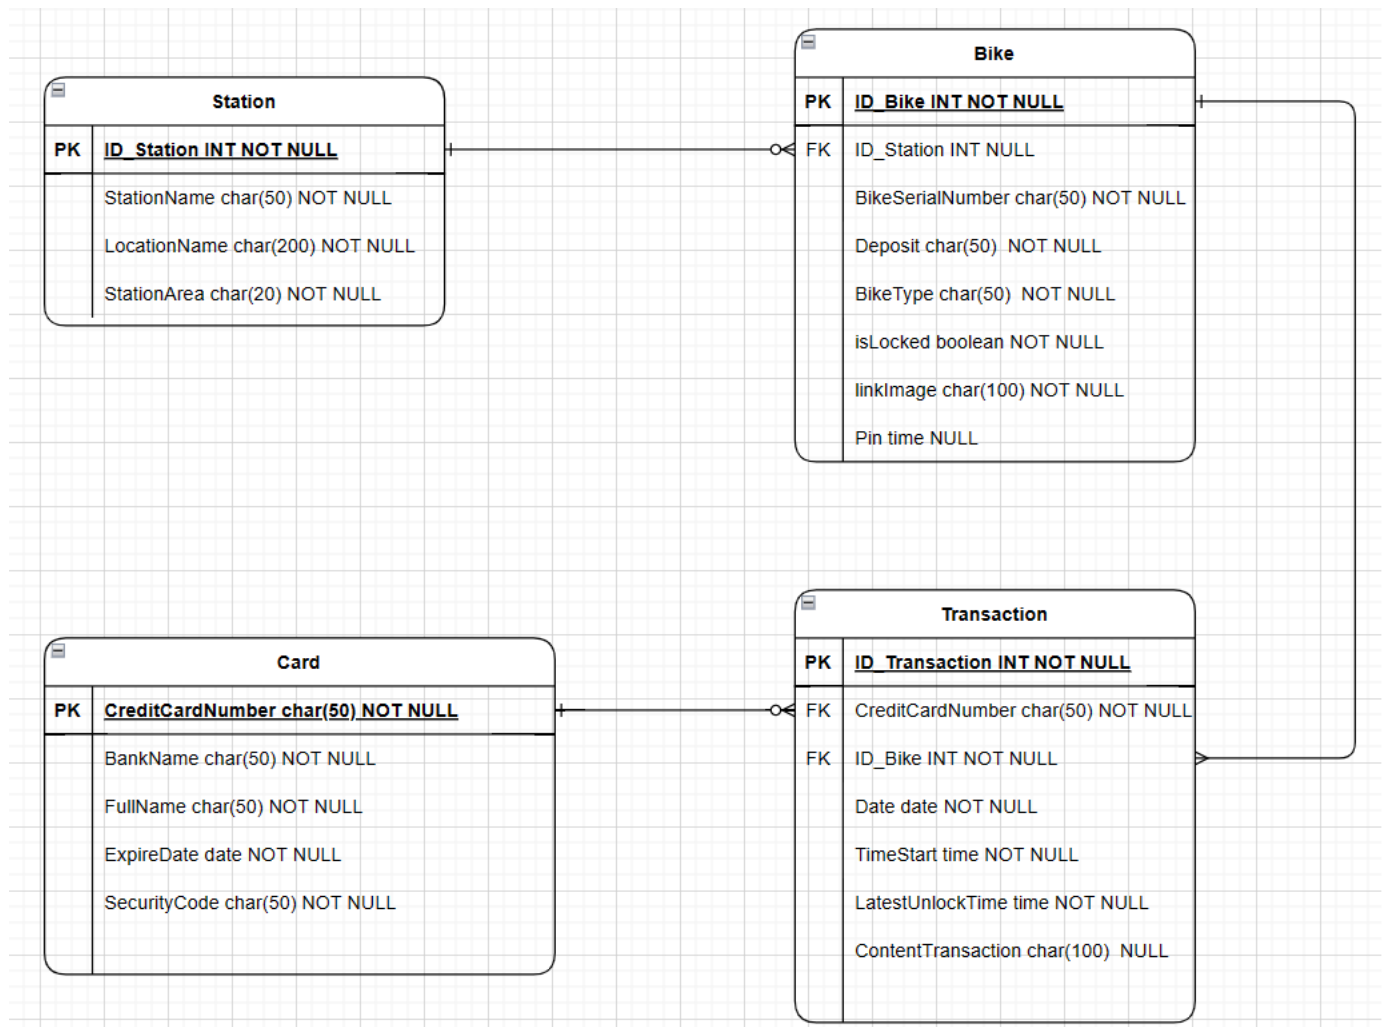 Station
PK ID_Station INT NOT NULL
StationName char(50) NOT NULL
LocationName char(200) NOT NULL
StationArea char(20) NOT NULL
Bike
PK ID_Bike INT NOT NULL
FK ID_Station INT NULL
BikeSerialNumber char(50) NOT NULL
Deposit char(50)  NOT NULL
BikeType char(50)  NOT NULL
isLocked boolean NOT NULL
linkImage char(100) NOT NULL
Pin time NULL
Card
PK CreditCardNumber char(50) NOT NULL
BankName char(50) NOT NULL
FullName char(50) NOT NULL
ExpireDate date NOT NULL
SecurityCode char(50) NOT NULL
Transaction
PK ID_Transaction INT NOT NULL
FK CreditCardNumber char(50) NOT NULL
FK ID_Bike INT NOT NULL
Date date NOT NULL
TimeStart time NOT NULL
LatestUnlockTime time NOT NULL
ContentTransaction char(100)  NULL